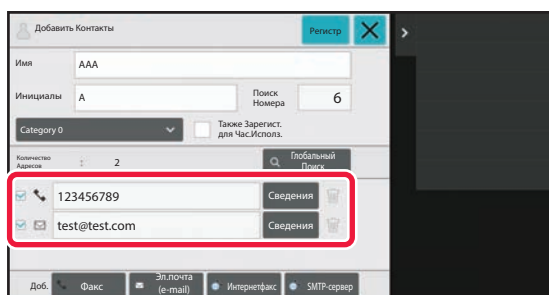 Добавить Контакты
Регистр
Имя
AAA
Инициалы
A
Поиск
Номера
6
Category 0
Также Зарегист.
для Час.Использ.
Количество
Адресов
:
2
Глобальный
Поиск
123456789
Сведения
test@test.com
Сведения
Доб.
Факс
Эл.почта
(e-mail)
Интернетфакс
SMTP-сервер